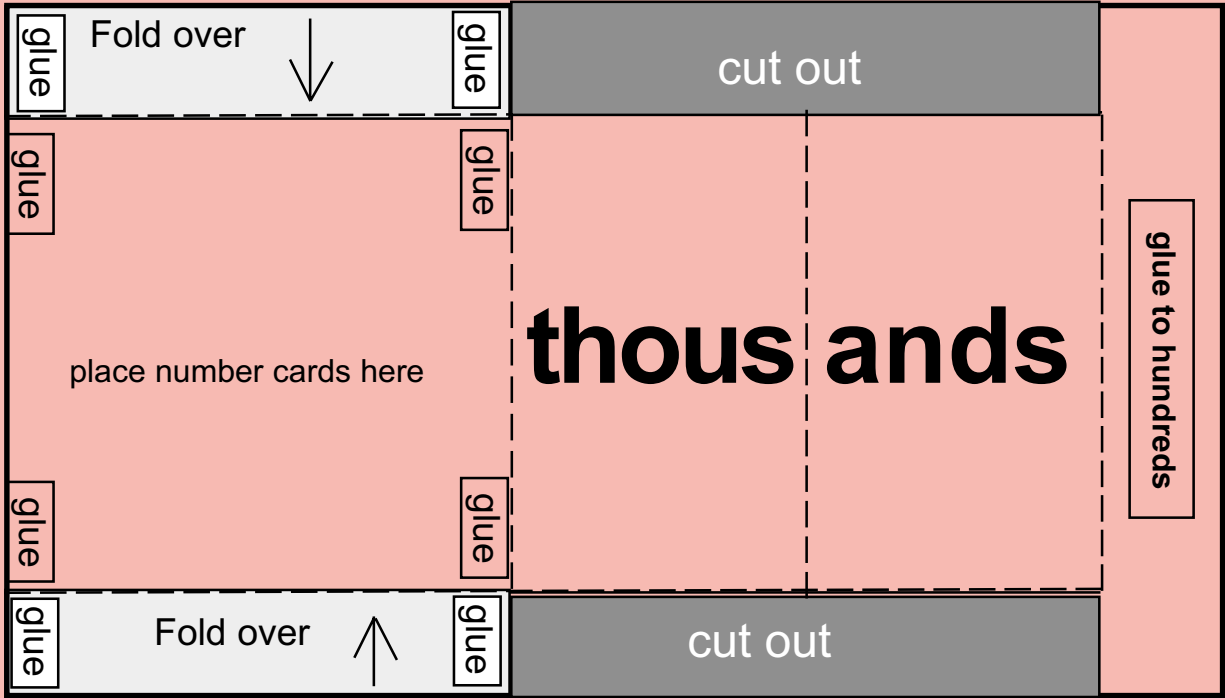 glue
Fold over
glue
cut out
glue
glue
place number cards here
thous ands
glue to hundreds
glue
glue
glue
Fold over
glue
cut out